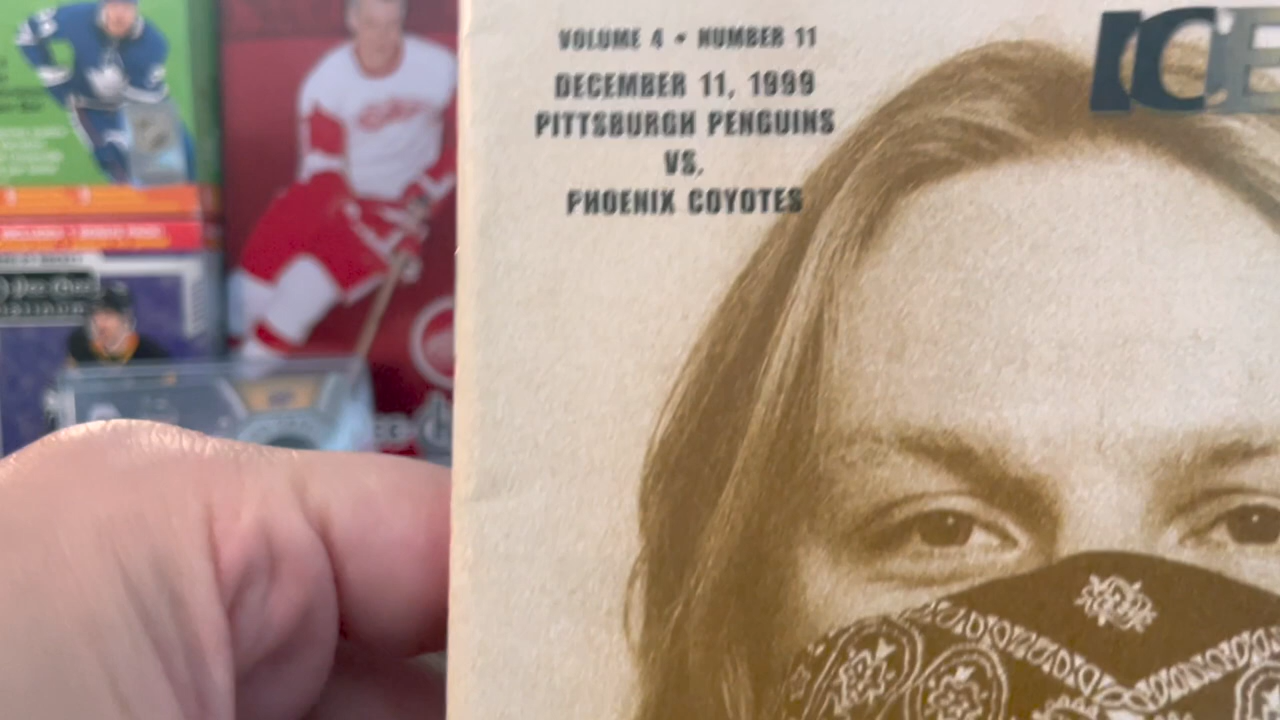 VOLUME 4 • NUMBER 11
DECEMBER 11, 1999
PITTSBURGH PENGUINS
VS.
PHOENIX COYOTES
ICE